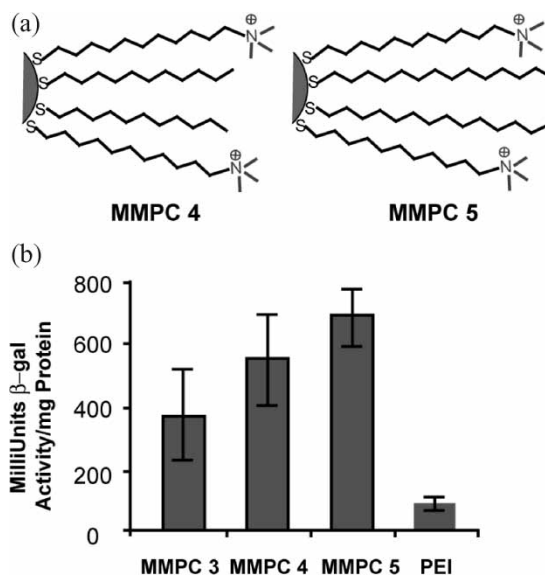 (a)
S
N
⊕
S
S
S
N
⊕
S
N
⊕
S
S
S
N
⊕
MMPC 4 MMPC 5
(b)
MilliUnits β-gal
Activity/mg Protein
800
600
400
200
0
MMPC 3 MMPC 4 MMPC 5 PEI